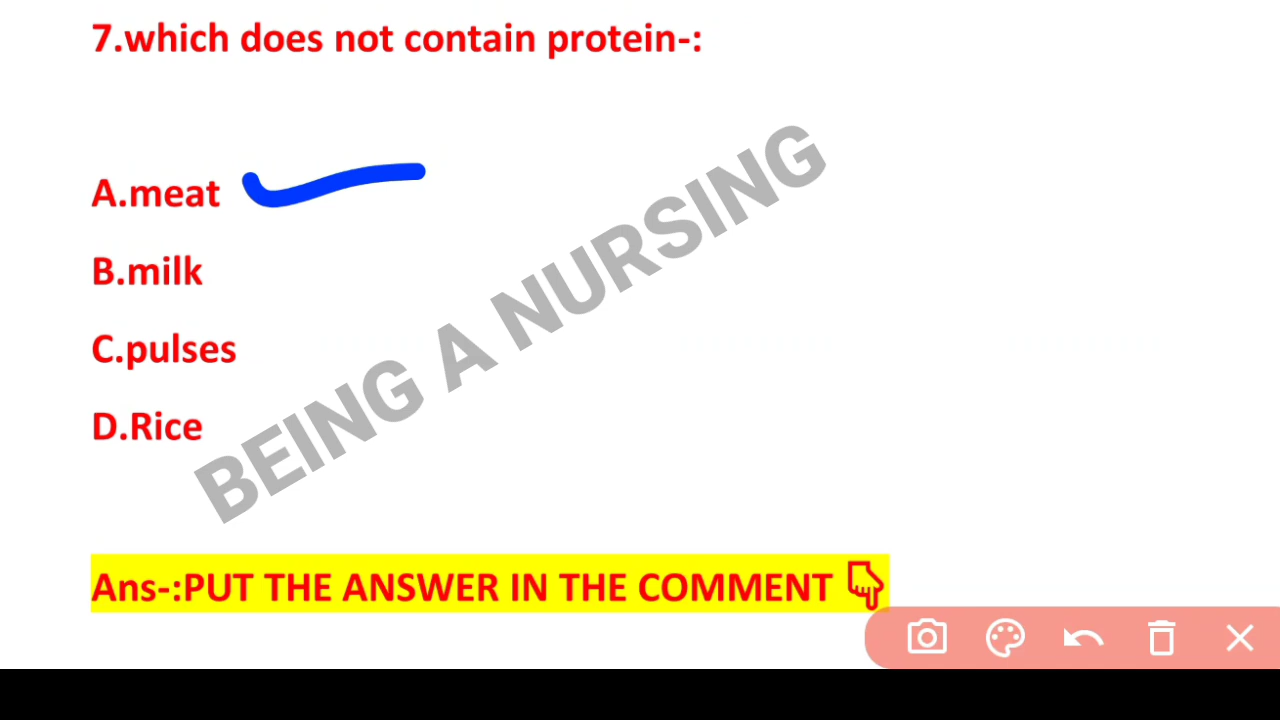 7.which does not contain protein-:
A.meat
B.milk
C.pulses
D.Rice
BEING A NURSING
Ans-:PUT THE ANSWER IN THE COMMENT